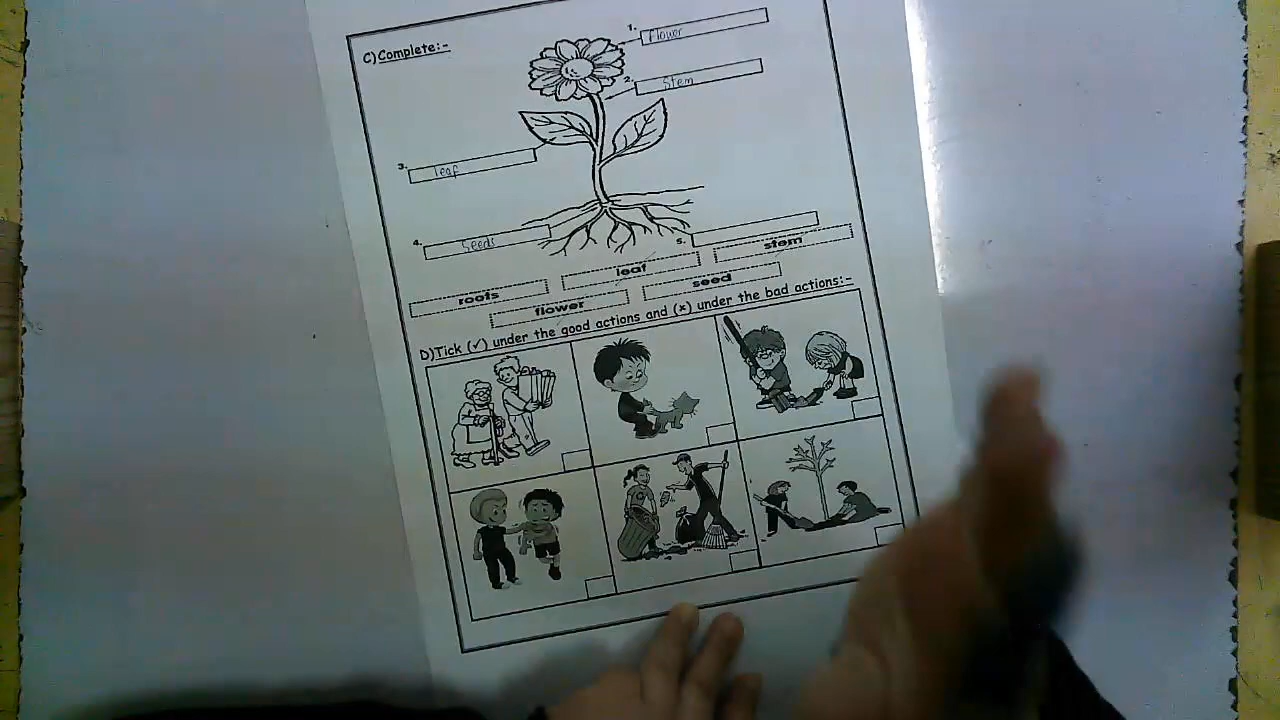 C)Complete:-
1. flower
2. Stem
3. leaf
4. Seeds
5.
stem
leaf
seed
roots
flower
D)Tick (✓) under the good actions and (×) under the bad actions:-